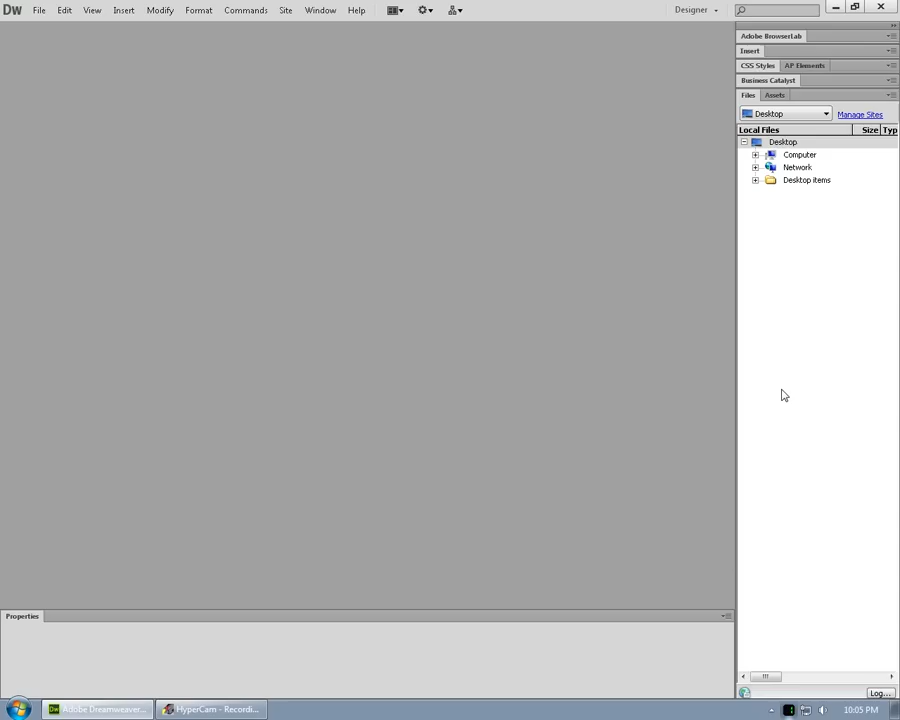 Dw File Edit View Insert Modify Format Commands Site Window Help Designer
Adobe BrowserLab
Insert
CSS Styles AP Elements
Business Catalyst
Files Assets
Desktop Manage Sites
Local Files Size Typ
Desktop
Computer
Network
Desktop items
Properties
Log...
Dw Adobe Dreamweaver... HyperCam - Recordi... 10:05 PM